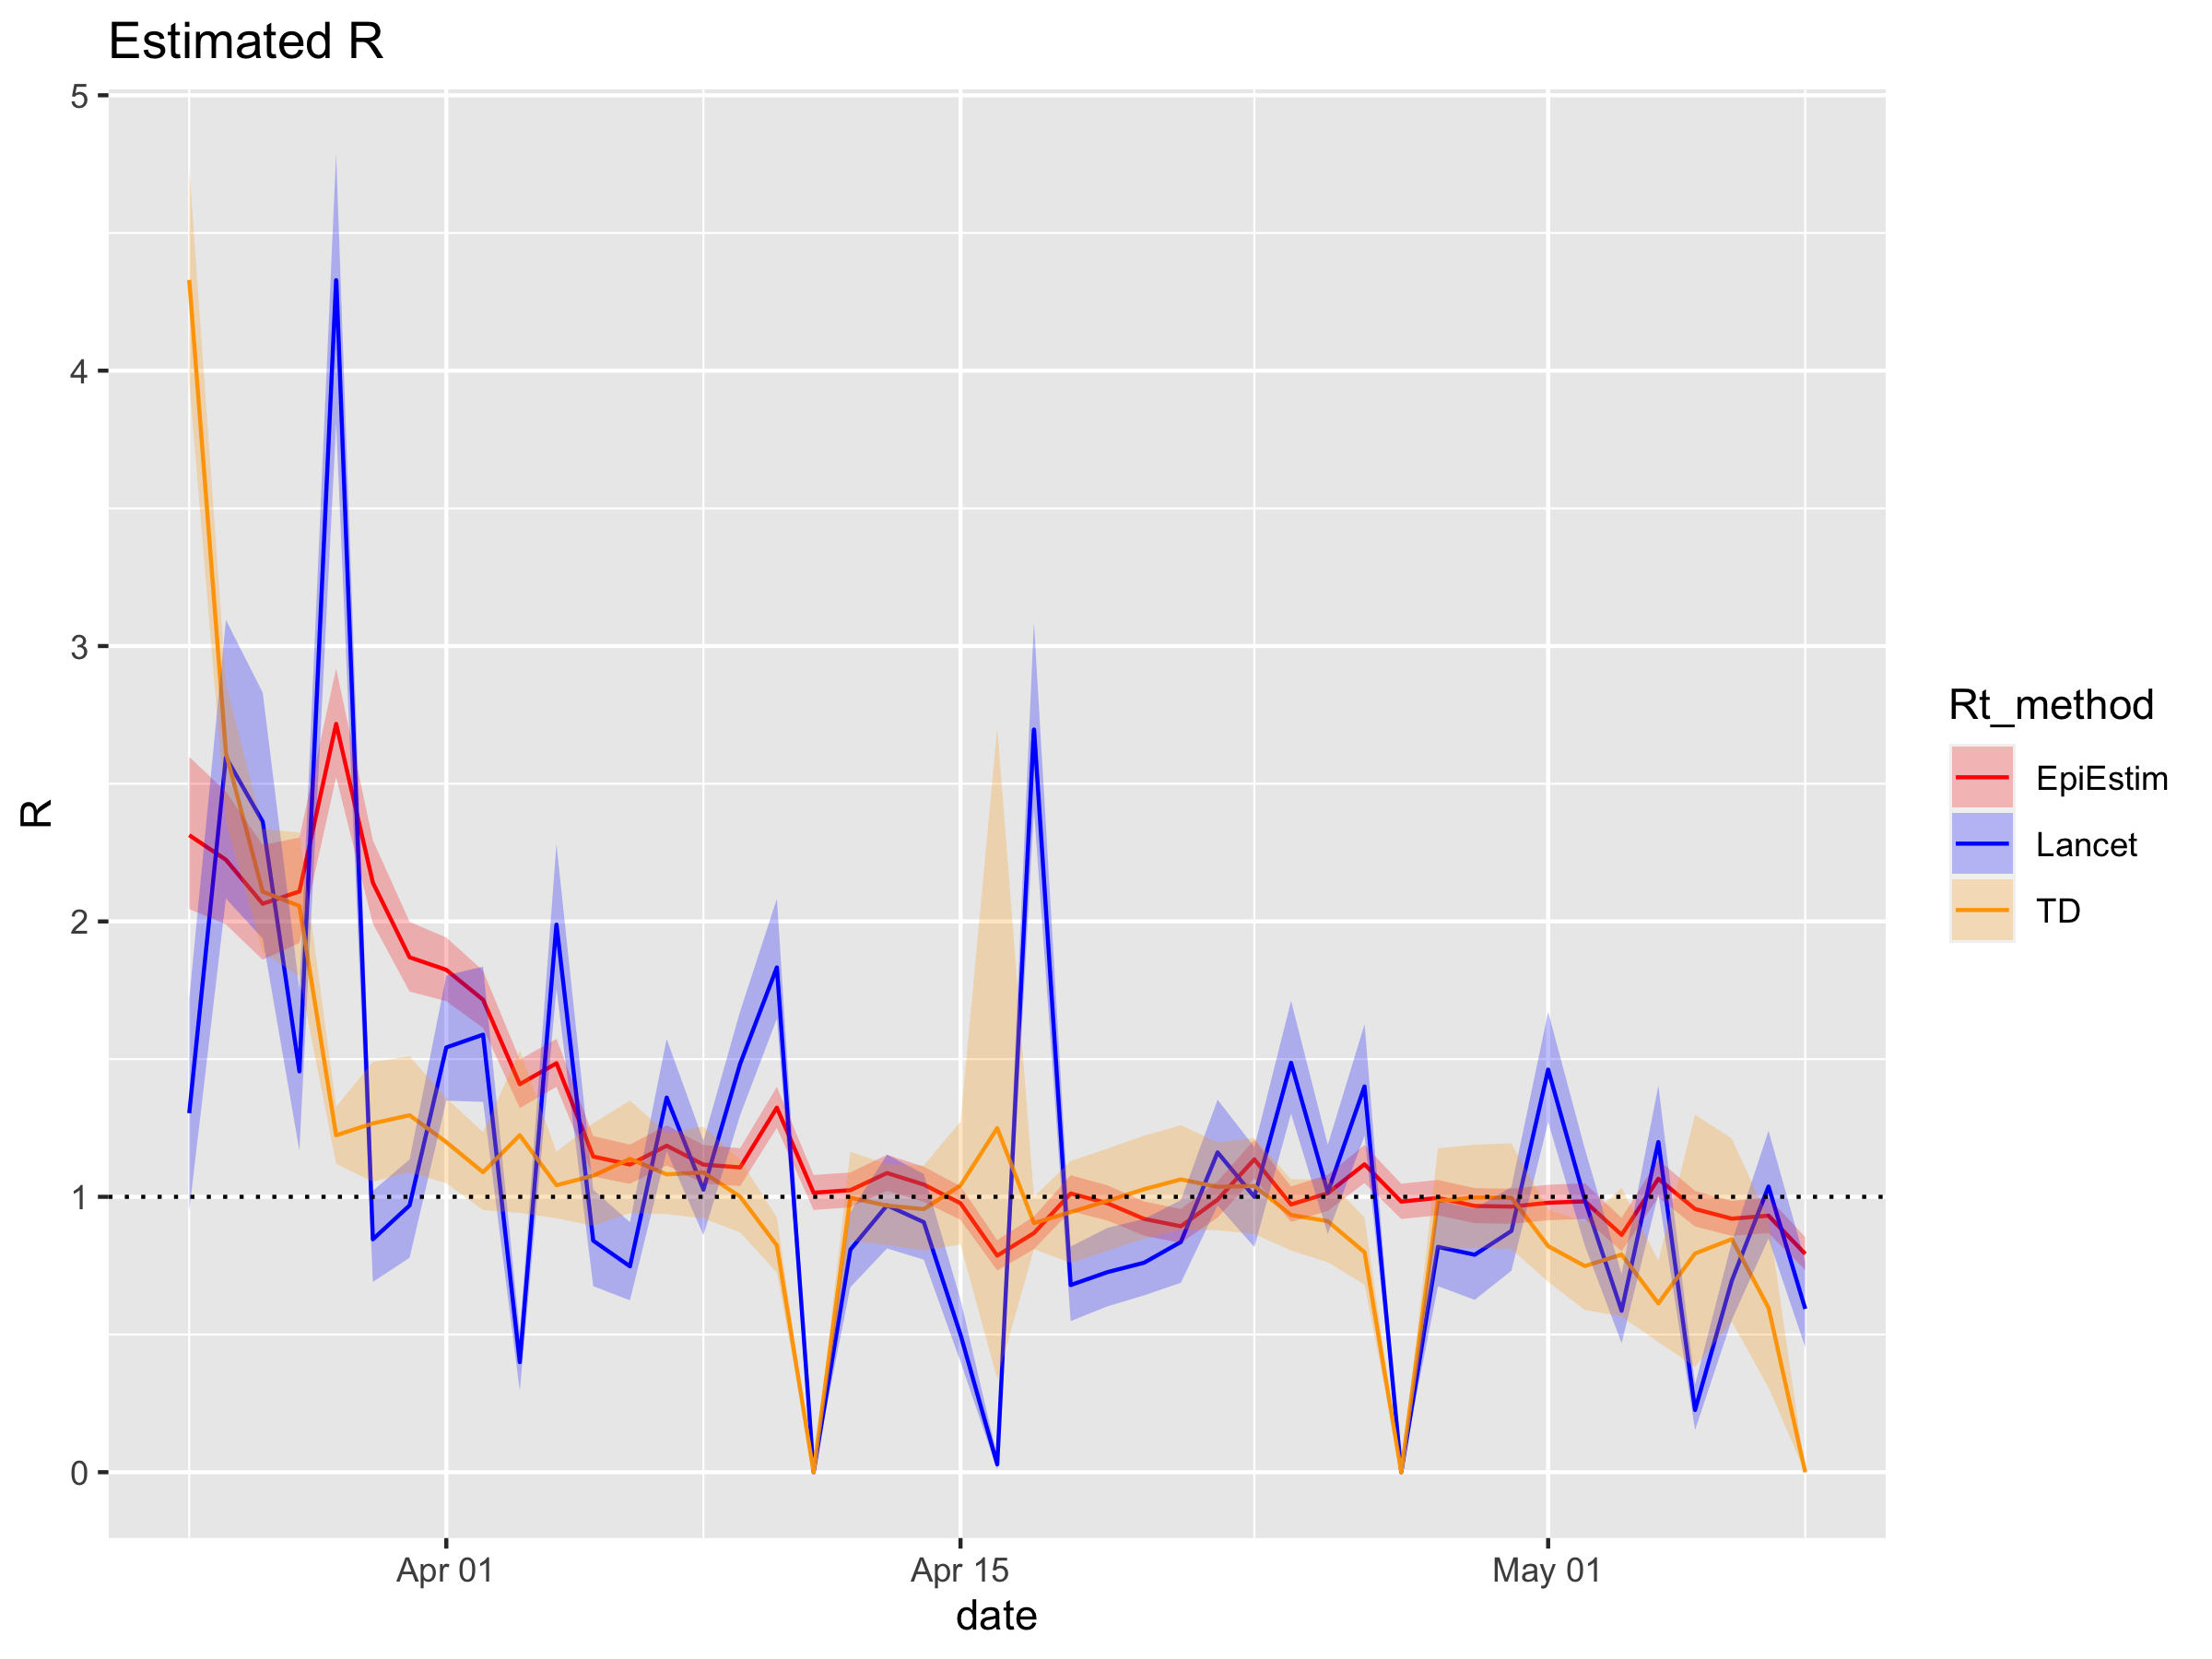 Estimated R
5
4
3
2
1
0
R
Apr 01
Apr 15
May 01
date
Rt_method
EpiEstim
Lancet
TD